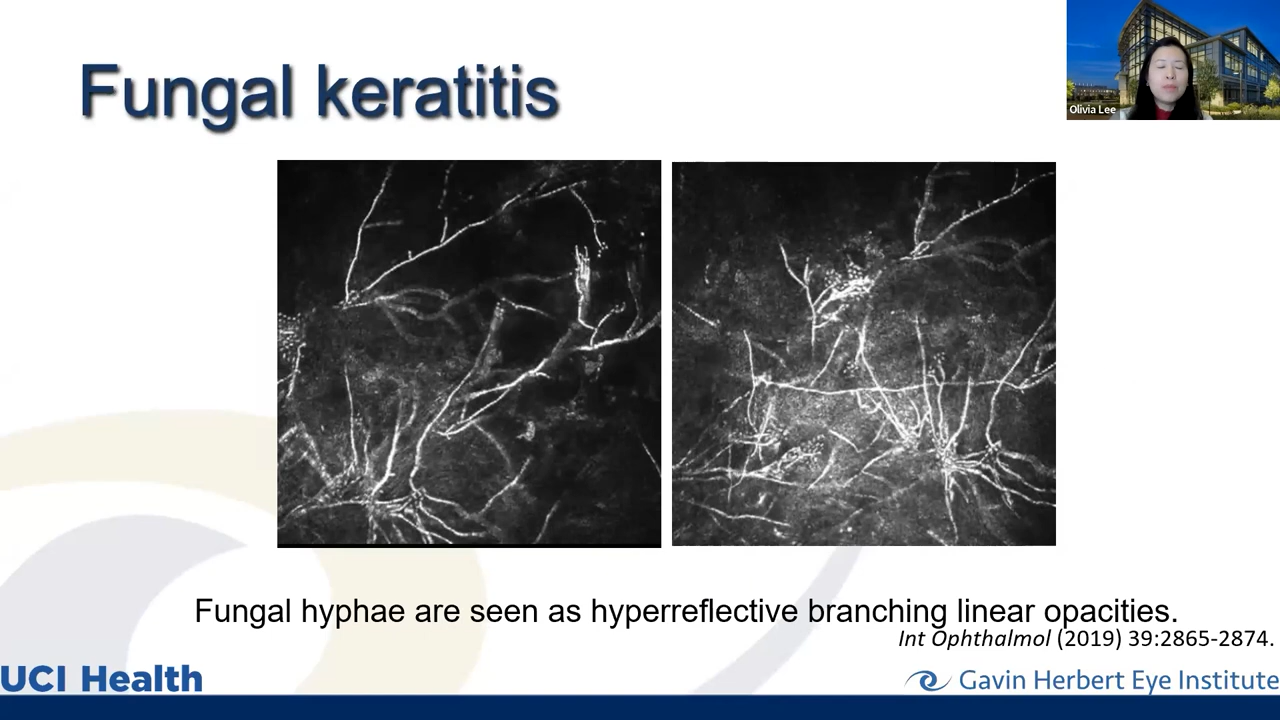 Fungal keratitis
Olivia Lee
Fungal hyphae are seen as hyperreflective branching linear opacities.
Int Ophthalmol (2019) 39:2865-2874.
UCI Health
Gavin Herbert Eye Institute